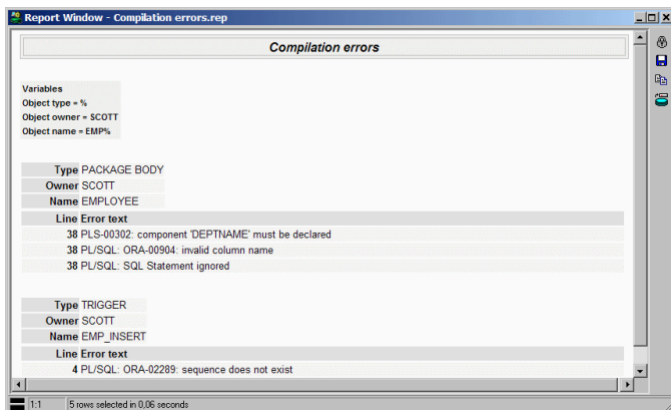 Report Window - Compilation errors.rep
Compilation errors
Variables
Object type = %
Object owner = SCOTT
Object name = EMP%
Type PACKAGE BODY
Owner SCOTT
Name EMPLOYEE
Line Error text
38 PLS-00302: component 'DEPTNAME' must be declared
38 PL/SQL: ORA-00904: invalid column name
38 PL/SQL: SQL Statement ignored
Type TRIGGER
Owner SCOTT
Name EMP_INSERT
Line Error text
4 PL/SQL: ORA-02289: sequence does not exist
1:1 5 rows selected in 0,06 seconds